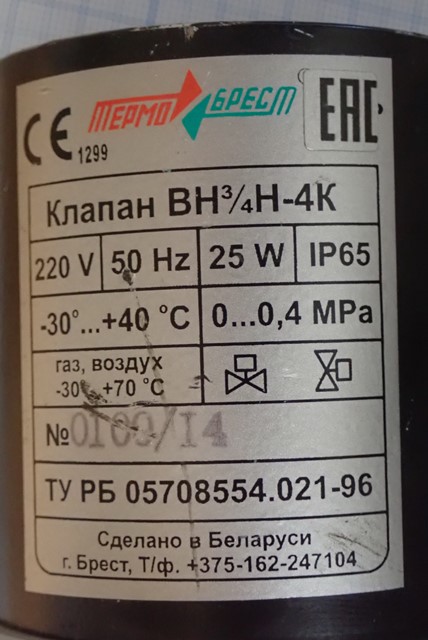 CE 1299 ТЕРМО БРЕСТ EAC
Клапан ВН¾Н-4К
220 V 50 Hz 25 W IP65
-30°...+40 °C 0...0,4 MPa
газ, воздух
-30...+70 °C
№0109/14
ТУ РБ 05708554.021-96
Сделано в Беларуси
г. Брест, Т/ф. +375-162-247104